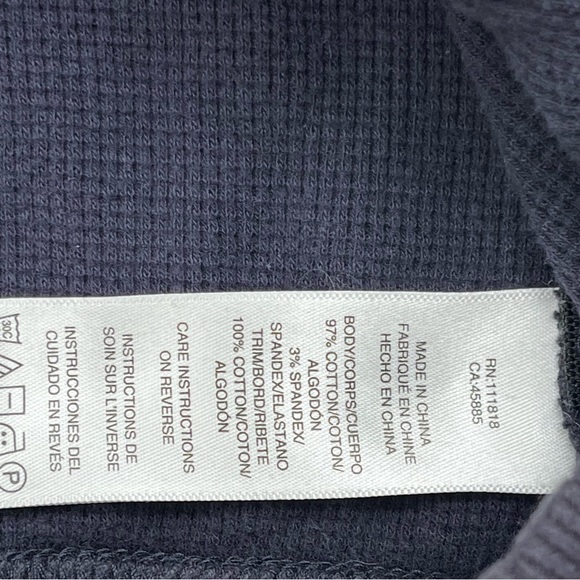 RN:111818
CA:45885
MADE IN CHINA
FABRIQUÉ EN CHINE
HECHO EN CHINA
BODY/CORPS/CUERPO
97% COTTON/COTON/
ALGODÓN
3% SPANDEX/
SPANDEX/ELASTANO
TRIM/BORD/RIBETE
100% COTTON/COTON/
ALGODÓN
CARE INSTRUCTIONS
ON REVERSE
INSTRUCTIONS DE
SOIN SUR L'INVERSE
INSTRUCCIONES DEL
CUIDADO EN REVÉS
30C
P